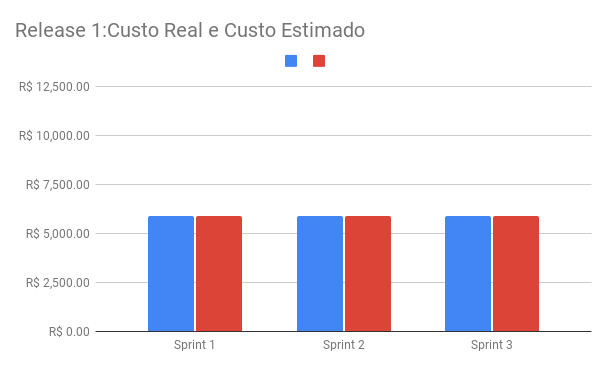 Release 1:Custo Real e Custo Estimado
R$ 12,500.00
R$ 10,000.00
R$ 7,500.00
R$ 5,000.00
R$ 2,500.00
R$ 0.00
Sprint 1 Sprint 2 Sprint 3